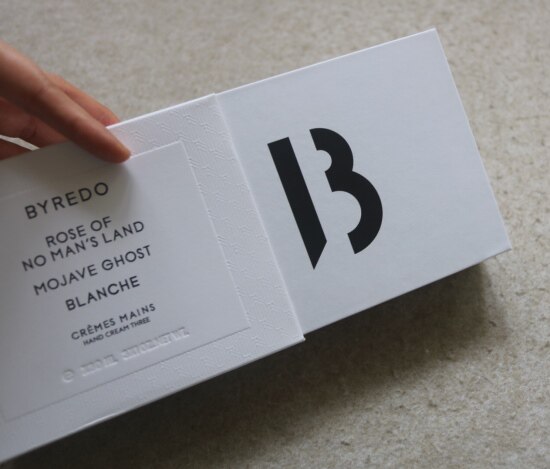 BYREDO
ROSE OF
NO MAN'S LAND
MOJAVE GHOST
BLANCHE
CRÈMES MAINS
HAND CREAM THREE
B